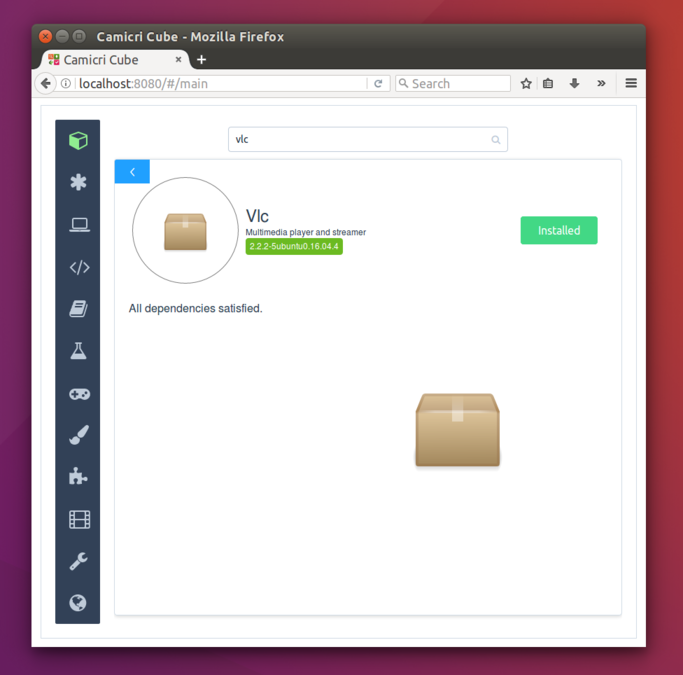 Camicri Cube - Mozilla Firefox
Camicri Cube
localhost:8080/#/main
Search
vlc
Vlc
Multimedia player and streamer
2.2.2-5ubuntu0.16.04.4
Installed
All dependencies satisfied.